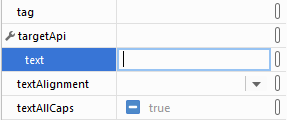 tag
targetApi
text
textAlignment
textAllCaps true